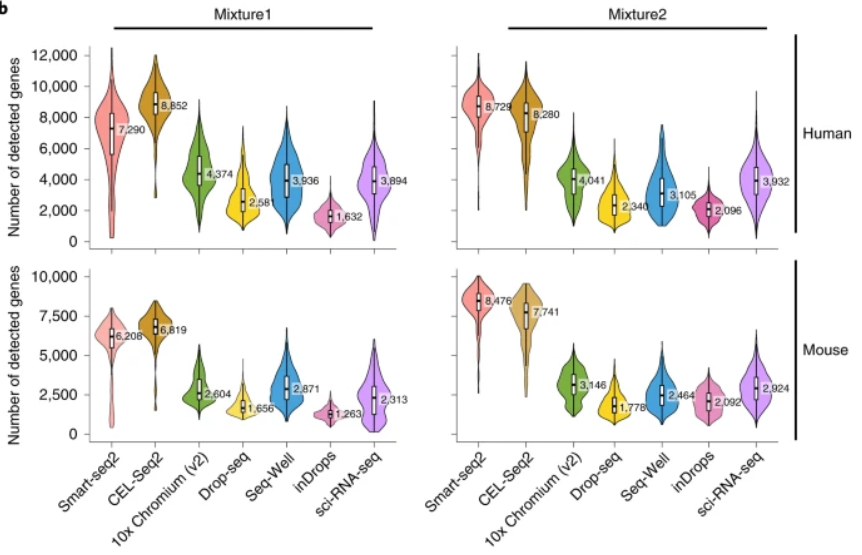 b
Mixture1
Mixture2
Number of detected genes
12,000
10,000
8,000
6,000
4,000
2,000
0
7,290
8,852
4,374
2,581
3,936
1,632
3,894
8,729
8,280
4,041
2,340
3,105
2,096
3,932
Human
Number of detected genes
10,000
7,500
5,000
2,500
0
6,208
6,819
2,604
1,656
2,871
1,263
2,313
8,476
7,741
3,146
1,778
2,464
2,092
2,924
Mouse
Smart-seq2
CEL-Seq2
10x Chromium (v2)
Drop-seq
Seq-Well
inDrops
sci-RNA-seq
Smart-seq2
CEL-Seq2
10x Chromium (v2)
Drop-seq
Seq-Well
inDrops
sci-RNA-seq